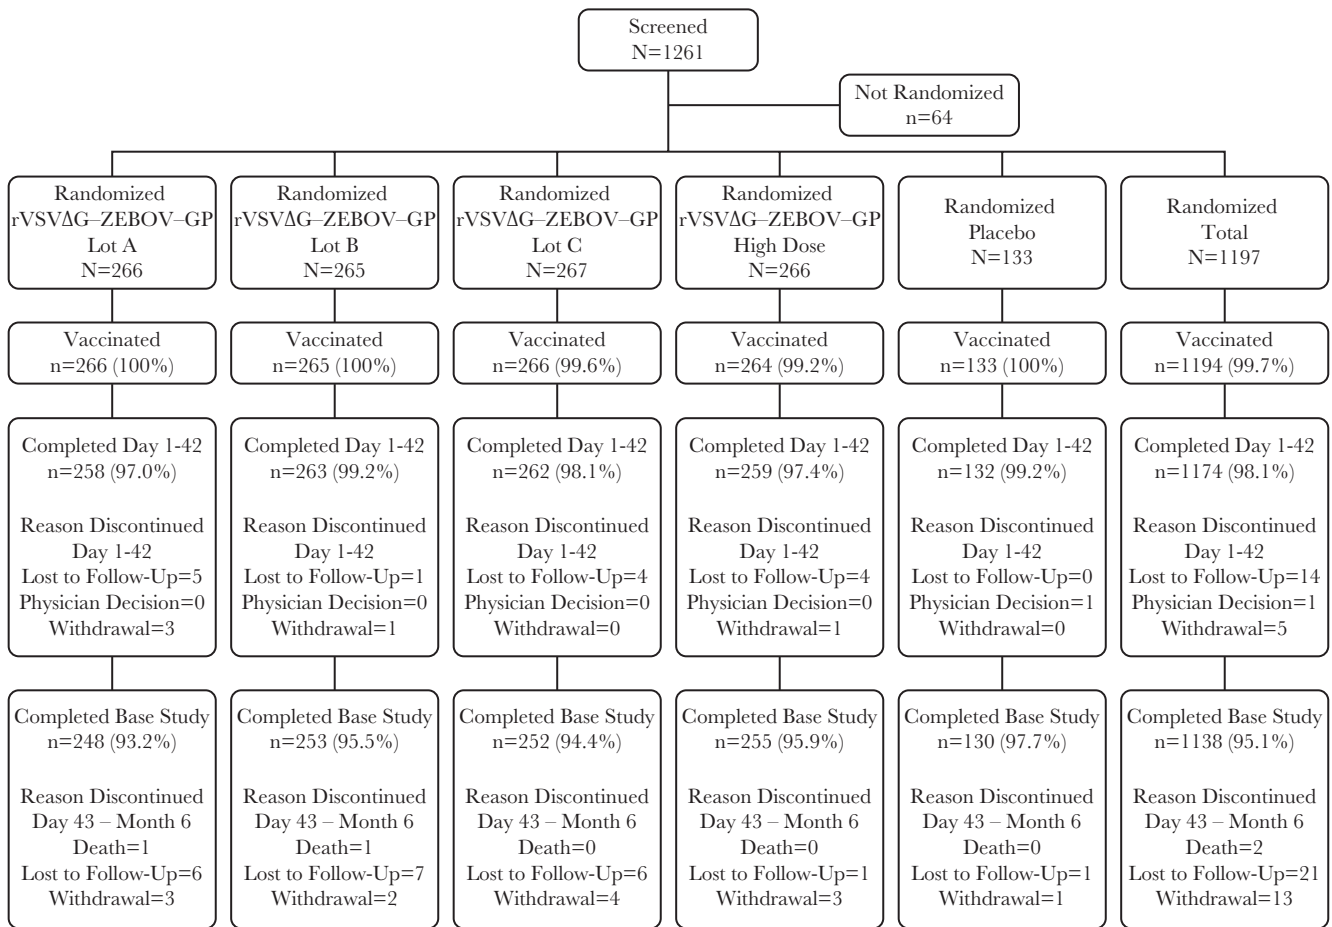 Screened
N=1261
Not Randomized
n=64
Randomized
rVSVΔG–ZEBOV–GP
Lot A
N=266
Randomized
rVSVΔG–ZEBOV–GP
Lot B
N=265
Randomized
rVSVΔG–ZEBOV–GP
Lot C
N=267
Randomized
rVSVΔG–ZEBOV–GP
High Dose
N=266
Randomized
Placebo
N=133
Randomized
Total
N=1197
Vaccinated
n=266 (100%)
Vaccinated
n=265 (100%)
Vaccinated
n=266 (99.6%)
Vaccinated
n=264 (99.2%)
Vaccinated
n=133 (100%)
Vaccinated
n=1194 (99.7%)
Completed Day 1-42
n=258 (97.0%)
Reason Discontinued
Day 1-42
Lost to Follow-Up=5
Physician Decision=0
Withdrawal=3
Completed Day 1-42
n=263 (99.2%)
Reason Discontinued
Day 1-42
Lost to Follow-Up=1
Physician Decision=0
Withdrawal=1
Completed Day 1-42
n=262 (98.1%)
Reason Discontinued
Day 1-42
Lost to Follow-Up=4
Physician Decision=0
Withdrawal=0
Completed Day 1-42
n=259 (97.4%)
Reason Discontinued
Day 1-42
Lost to Follow-Up=4
Physician Decision=0
Withdrawal=1
Completed Day 1-42
n=132 (99.2%)
Reason Discontinued
Day 1-42
Lost to Follow-Up=0
Physician Decision=1
Withdrawal=0
Completed Day 1-42
n=1174 (98.1%)
Reason Discontinued
Day 1-42
Lost to Follow-Up=14
Physician Decision=1
Withdrawal=5
Completed Base Study
n=248 (93.2%)
Reason Discontinued
Day 43 – Month 6
Death=1
Lost to Follow-Up=6
Withdrawal=3
Completed Base Study
n=253 (95.5%)
Reason Discontinued
Day 43 – Month 6
Death=1
Lost to Follow-Up=7
Withdrawal=2
Completed Base Study
n=252 (94.4%)
Reason Discontinued
Day 43 – Month 6
Death=0
Lost to Follow-Up=6
Withdrawal=4
Completed Base Study
n=255 (95.9%)
Reason Discontinued
Day 43 – Month 6
Death=0
Lost to Follow-Up=1
Withdrawal=3
Completed Base Study
n=130 (97.7%)
Reason Discontinued
Day 43 – Month 6
Death=0
Lost to Follow-Up=1
Withdrawal=1
Completed Base Study
n=1138 (95.1%)
Reason Discontinued
Day 43 – Month 6
Death=2
Lost to Follow-Up=21
Withdrawal=13